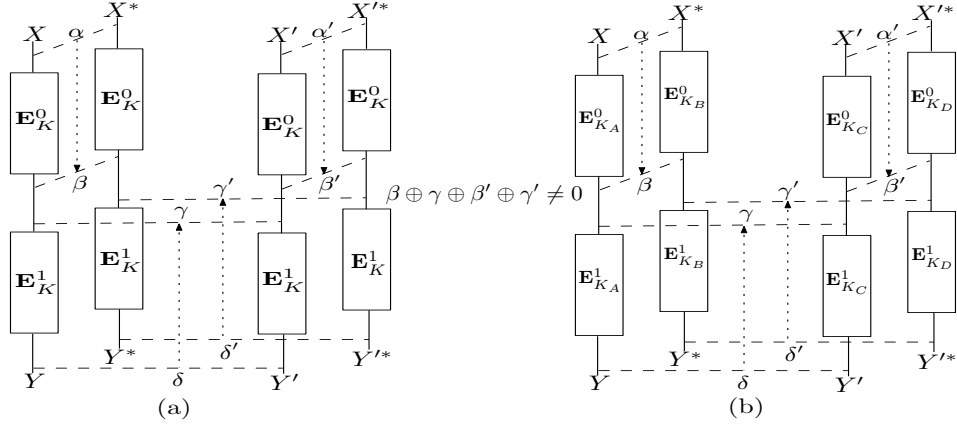 X X* X′ X′* X X* X′ X′*
α α′ α α′
E⁰_K E⁰_K E⁰_K E⁰_K E⁰_{K_A} E⁰_{K_B} E⁰_{K_C} E⁰_{K_D}
β β′ β β′
γ′ β ⊕ γ ⊕ β′ ⊕ γ′ ≠ 0 γ′
γ γ
E¹_K E¹_K E¹_K E¹_K E¹_{K_A} E¹_{K_B} E¹_{K_C} E¹_{K_D}
δ′ δ′
Y* Y′* Y* Y′*
Y δ Y′ Y δ Y′
(a) (b)